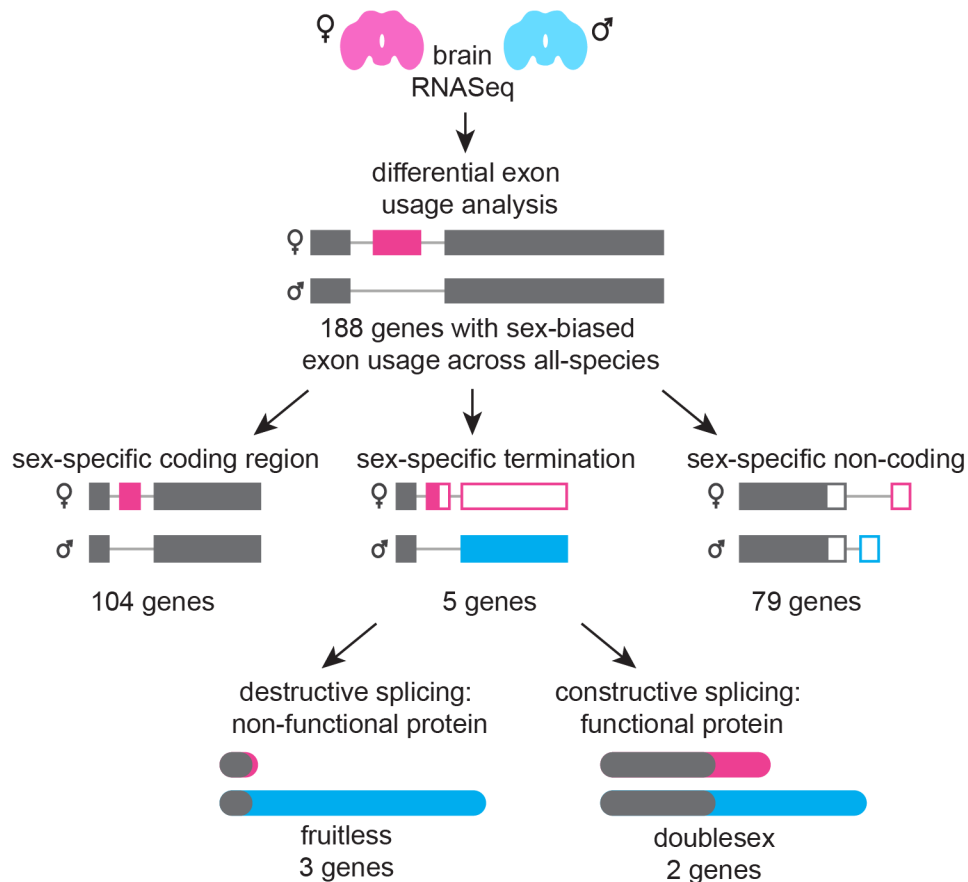 ♀ ♂
brain
RNASeq
differential exon
usage analysis
♀
♂
188 genes with sex-biased
exon usage across all-species
sex-specific coding region
♀
♂
104 genes
sex-specific termination
♀
♂
5 genes
sex-specific non-coding
♀
♂
79 genes
destructive splicing:
non-functional protein
fruitless
3 genes
constructive splicing:
functional protein
doublesex
2 genes